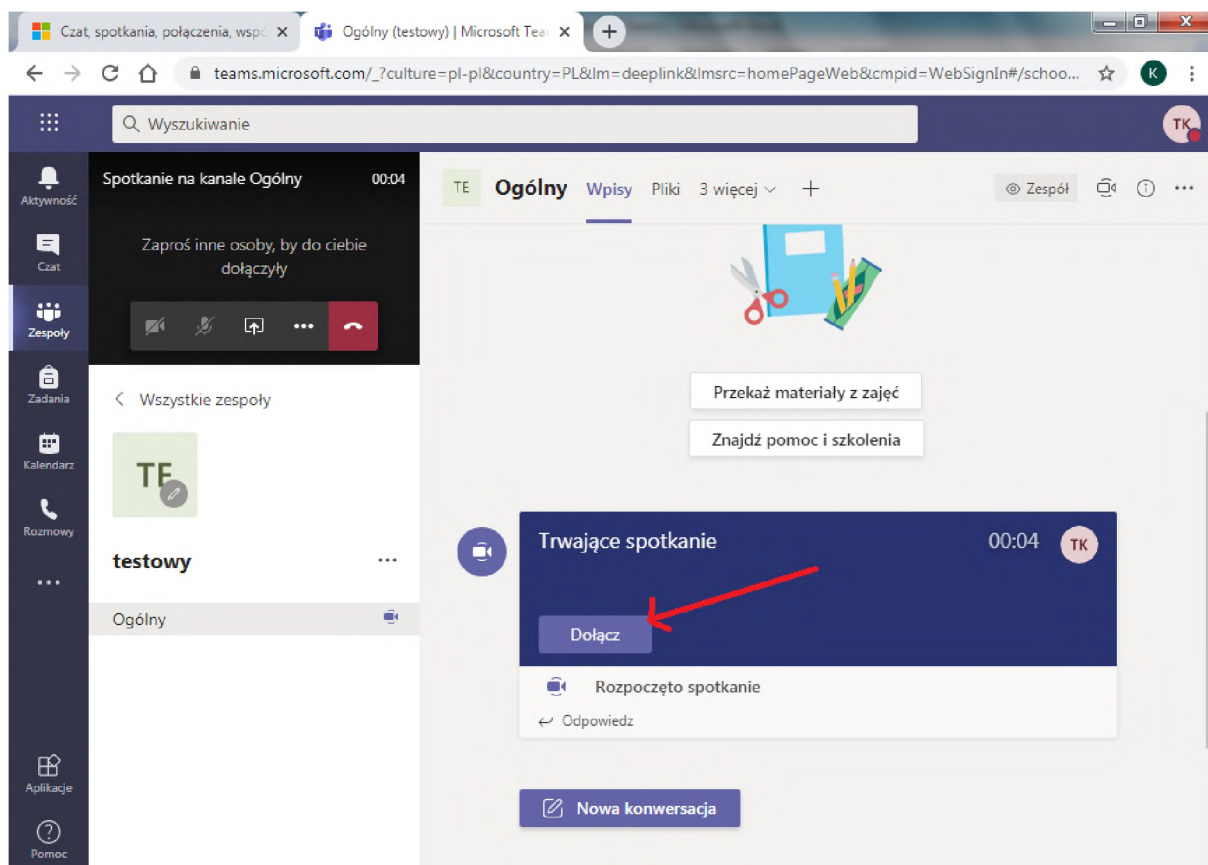 Czat, spotkania, połączenia, wspó
Ogólny (testowy) | Microsoft Tea
teams.microsoft.com/_?culture=pl-pl&country=PL&lm=deeplink&lmsrc=homePageWeb&cmpid=WebSignIn#/schoo...
K
Wyszukiwanie
TK
Aktywność
Czat
Zespoły
Zadania
Kalendarz
Rozmowy
Aplikacje
Pomoc
Spotkanie na kanale Ogólny 00:04
Zaproś inne osoby, by do ciebie
dołączyły
Wszystkie zespoły
TE
testowy
Ogólny
TE Ogólny Wpisy Pliki 3 więcej Zespół
Przekaż materiały z zajęć
Znajdź pomoc i szkolenia
Trwające spotkanie 00:04 TK
Dołącz
Rozpoczęto spotkanie
Odpowiedz
Nowa konwersacja